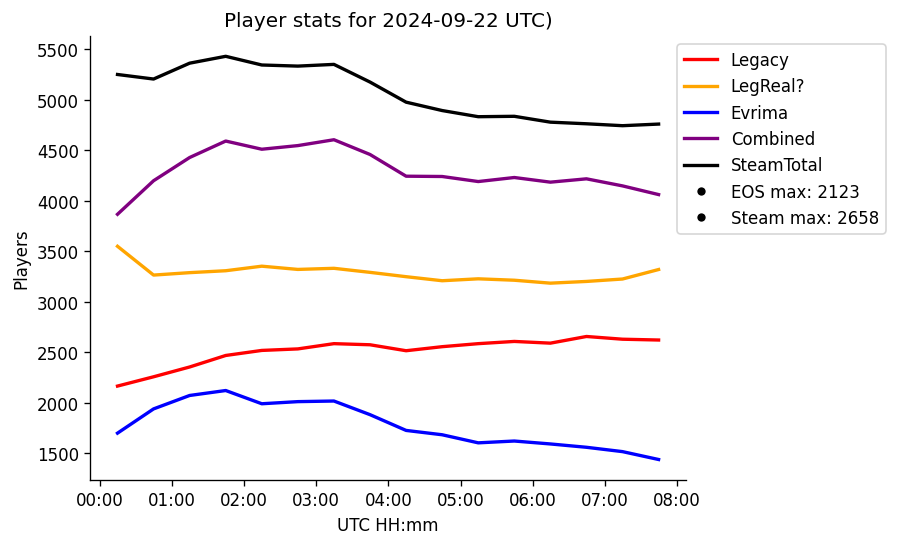 Player stats for 2024-09-22 UTC)
Legacy
LegReal?
Evrima
Combined
SteamTotal
EOS max: 2123
Steam max: 2658
Players
5500
5000
4500
4000
3500
3000
2500
2000
1500
00:00 01:00 02:00 03:00 04:00 05:00 06:00 07:00 08:00
UTC HH:mm